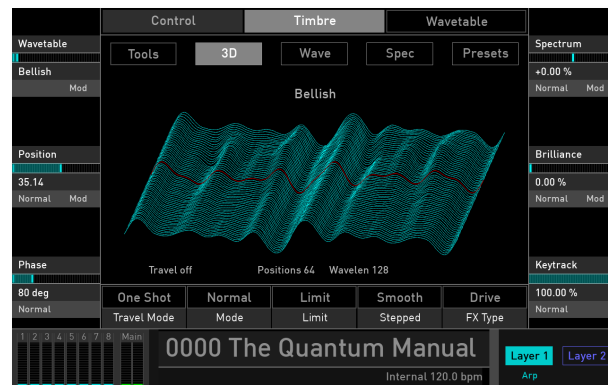 Control Timbre Wavetable
Wavetable
Bellish
Mod
Tools 3D Wave Spec Presets
Spectrum
+0.00 %
Normal Mod
Bellish
Position
35.14
Normal Mod
Brilliance
0.00 %
Normal Mod
Phase
80 deg
Normal
Travel off Positions 64 Wavelen 128
Keytrack
100.00 %
Normal
One Shot Normal Limit Smooth Drive
Travel Mode Mode Limit Stepped FX Type
1 2 3 4 5 6 7 8 Main
0000 The Quantum Manual
Internal 120.0 bpm
Layer 1 Layer 2
Arp